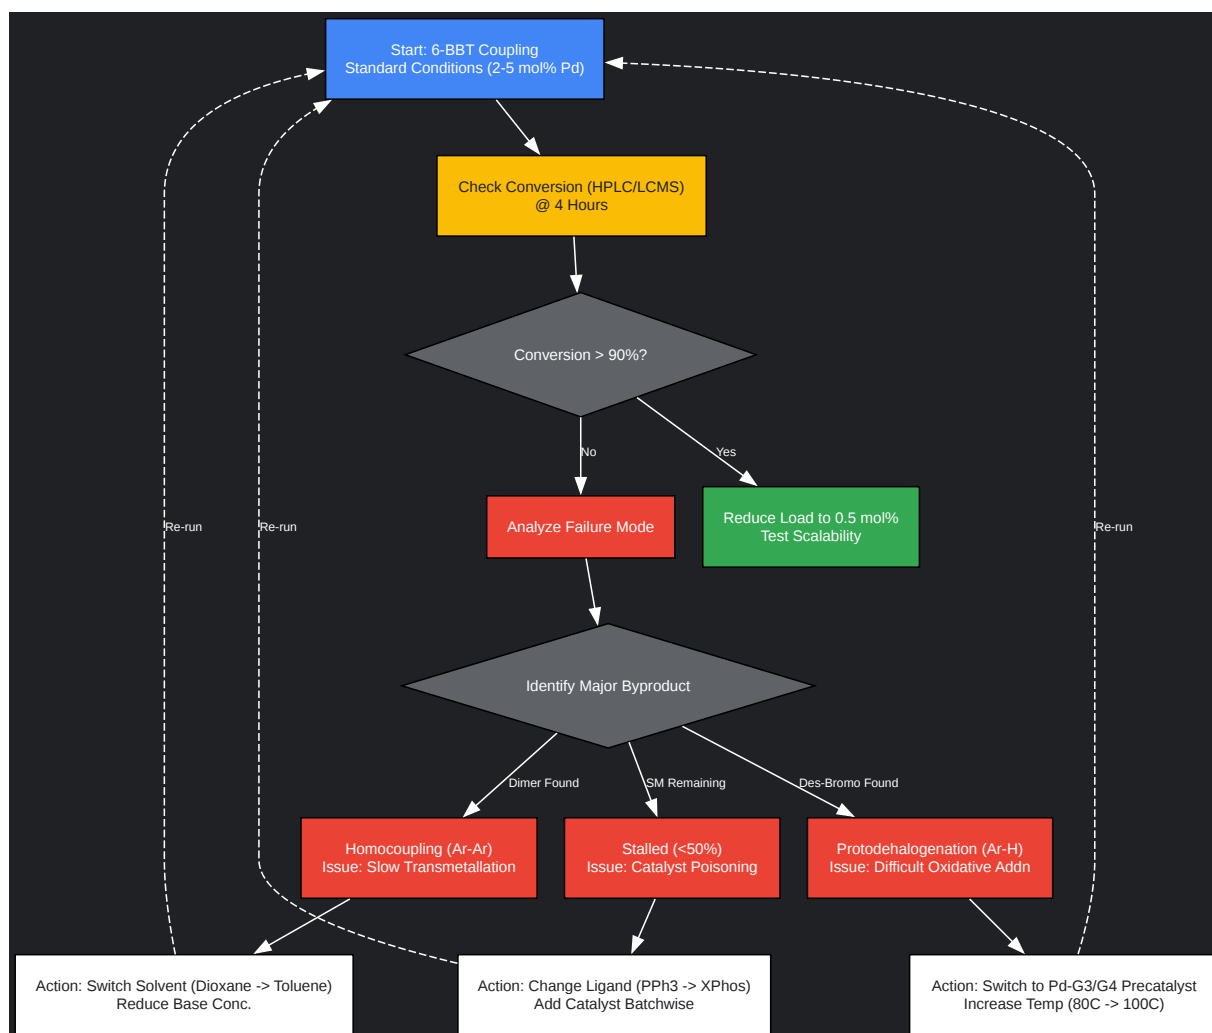 Start: 6-BBT Coupling
Standard Conditions (2-5 mol% Pd)
Check Conversion (HPLC/LCMS)
@ 4 Hours
Conversion > 90%?
No
Yes
Re-run
Re-run
Analyze Failure Mode
Reduce Load to 0.5 mol%
Test Scalability
Re-run
Identify Major Byproduct
Dimer Found
SM Remaining
Des-Bromo Found
Homocoupling (Ar-Ar)
Issue: Slow Transmetallation
Stalled (<50%)
Issue: Catalyst Poisoning
Protodehalogenation (Ar-H)
Issue: Difficult Oxidative Addn
Action: Switch Solvent (Dioxane -> Toluene)
Reduce Base Conc.
Action: Change Ligand (PPh3 -> XPhos)
Add Catalyst Batchwise
Action: Switch to Pd-G3/G4 Precatalyst
Increase Temp (80C -> 100C)